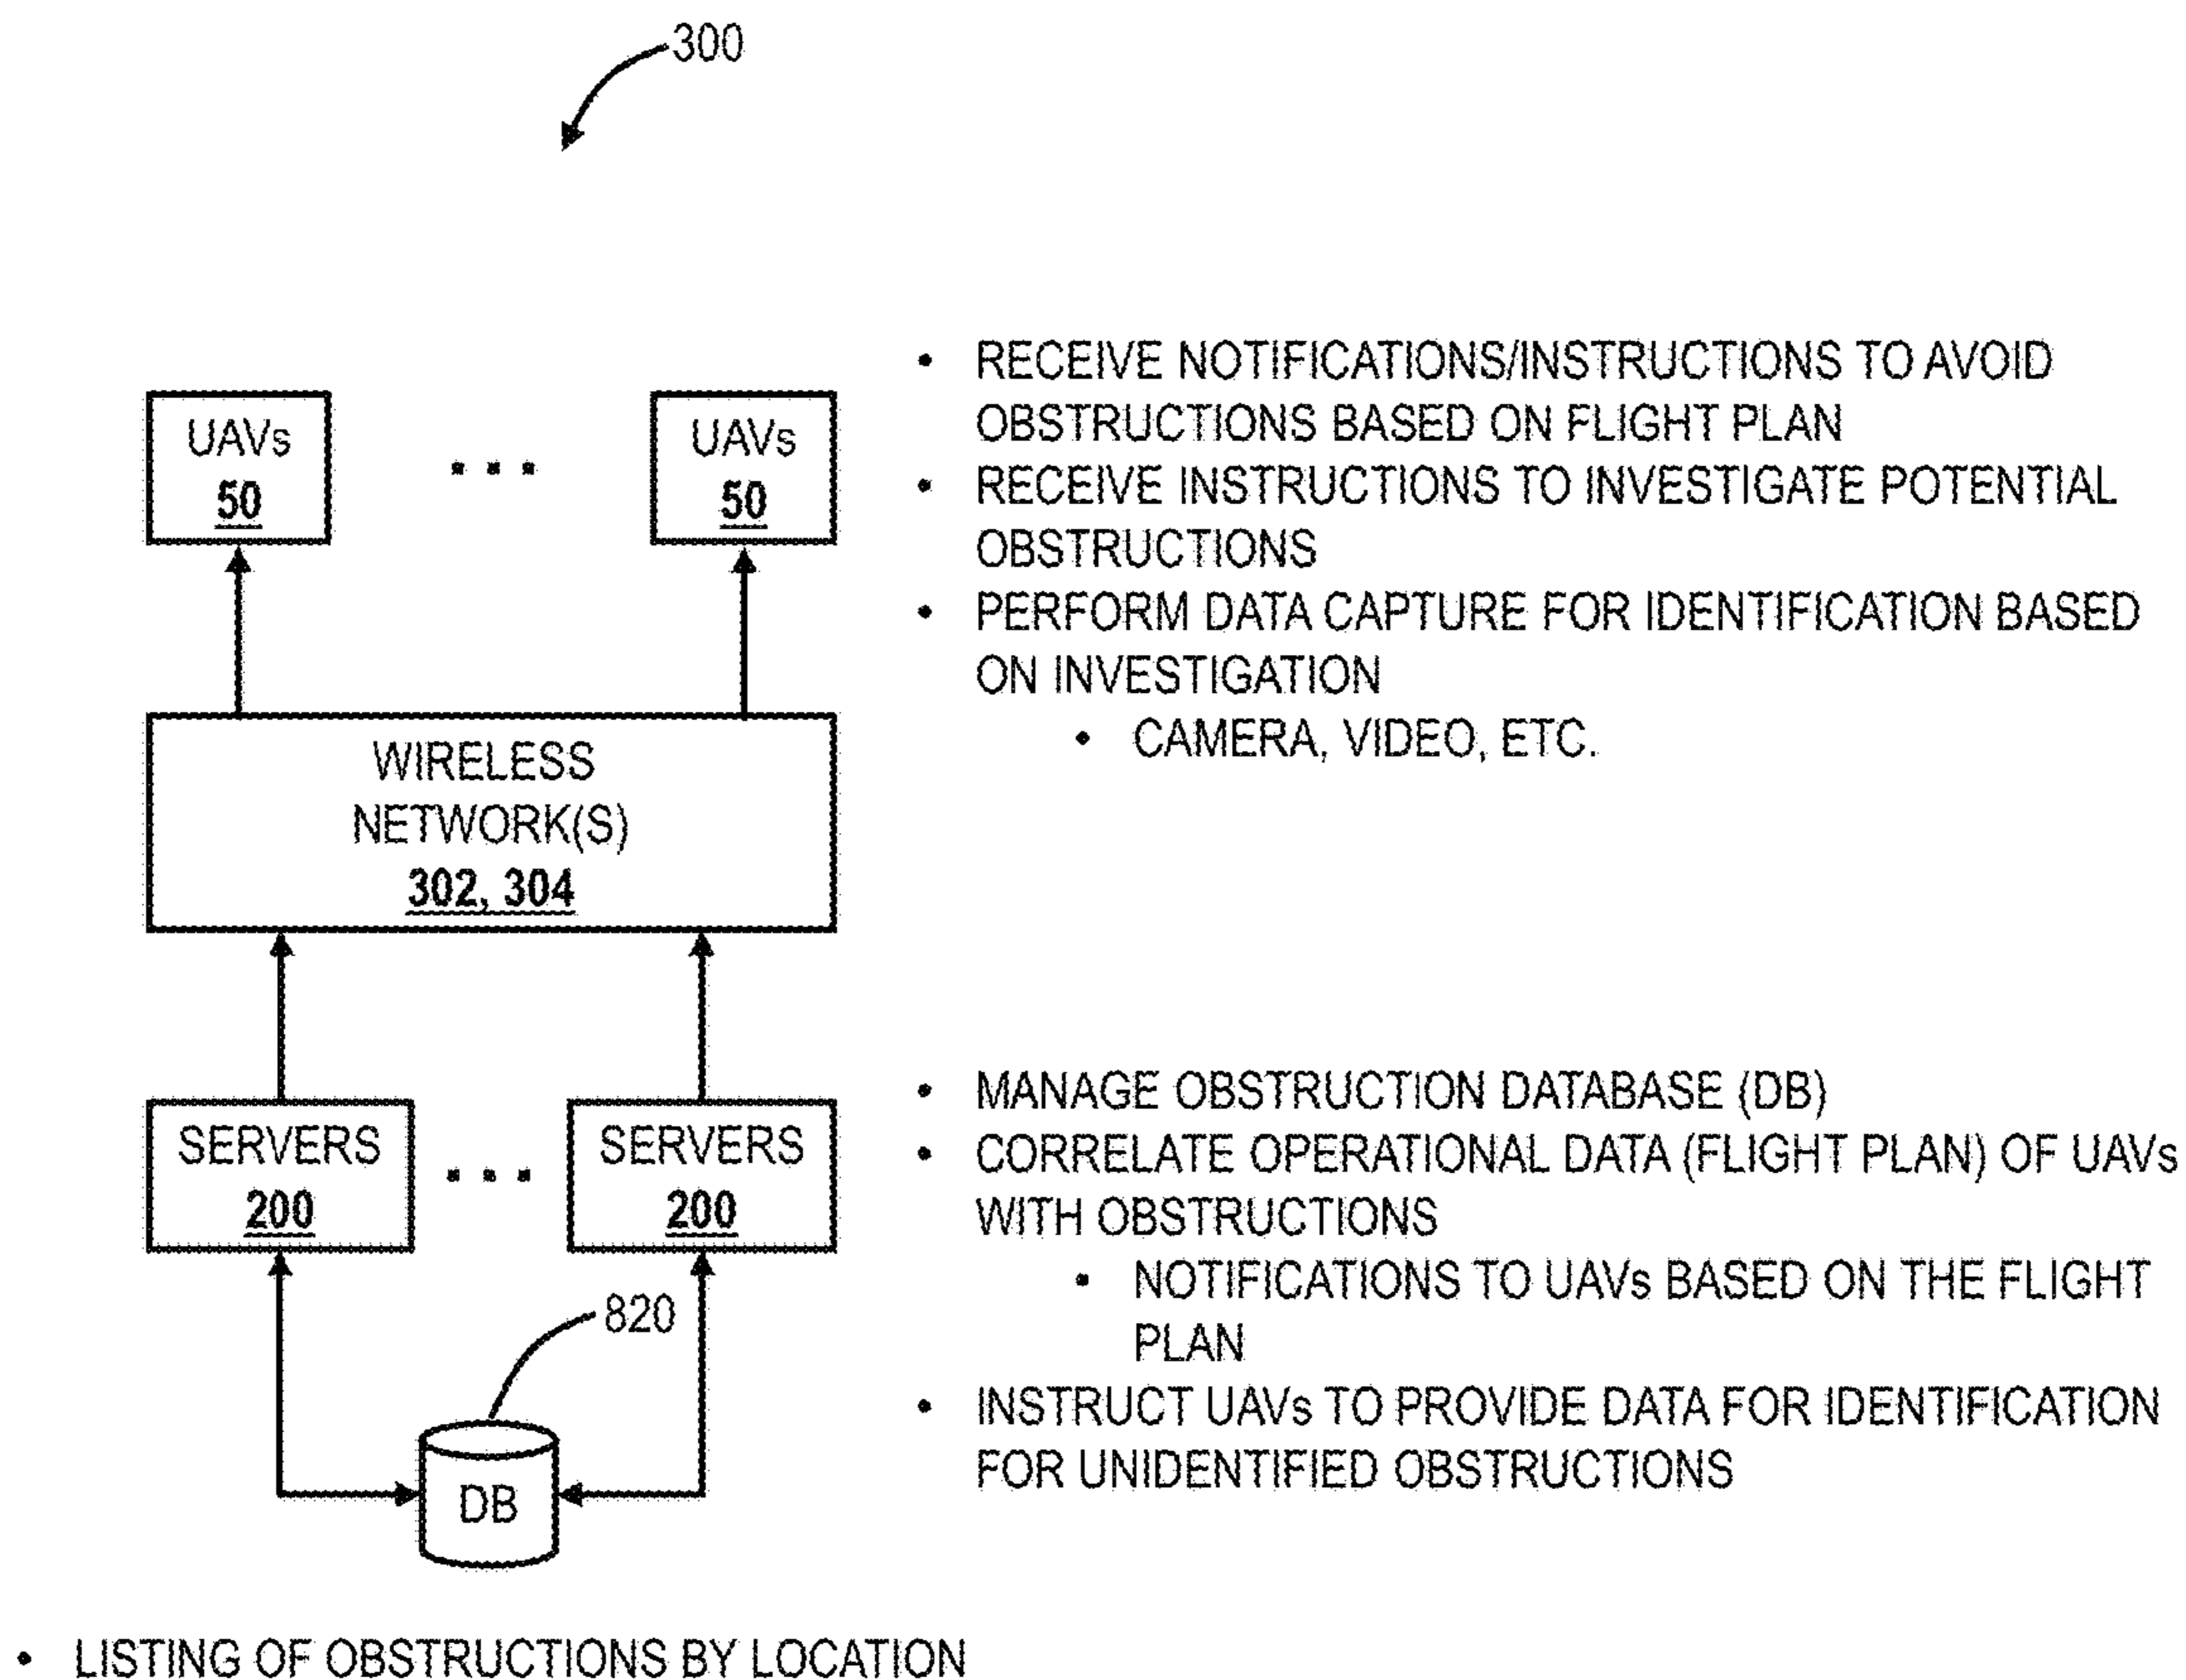 300
• RECEIVE NOTIFICATIONS/INSTRUCTIONS TO AVOID
OBSTRUCTIONS BASED ON FLIGHT PLAN
• RECEIVE INSTRUCTIONS TO INVESTIGATE POTENTIAL
OBSTRUCTIONS
• PERFORM DATA CAPTURE FOR IDENTIFICATION BASED
ON INVESTIGATION
• CAMERA, VIDEO, ETC.
UAVs
50
. . .
UAVs
50
WIRELESS
NETWORK(S)
302, 304
SERVERS
200
. . .
SERVERS
200
• MANAGE OBSTRUCTION DATABASE (DB)
• CORRELATE OPERATIONAL DATA (FLIGHT PLAN) OF UAVs
WITH OBSTRUCTIONS
• NOTIFICATIONS TO UAVs BASED ON THE FLIGHT
PLAN
• INSTRUCT UAVs TO PROVIDE DATA FOR IDENTIFICATION
FOR UNIDENTIFIED OBSTRUCTIONS
820
DB
• LISTING OF OBSTRUCTIONS BY LOCATION